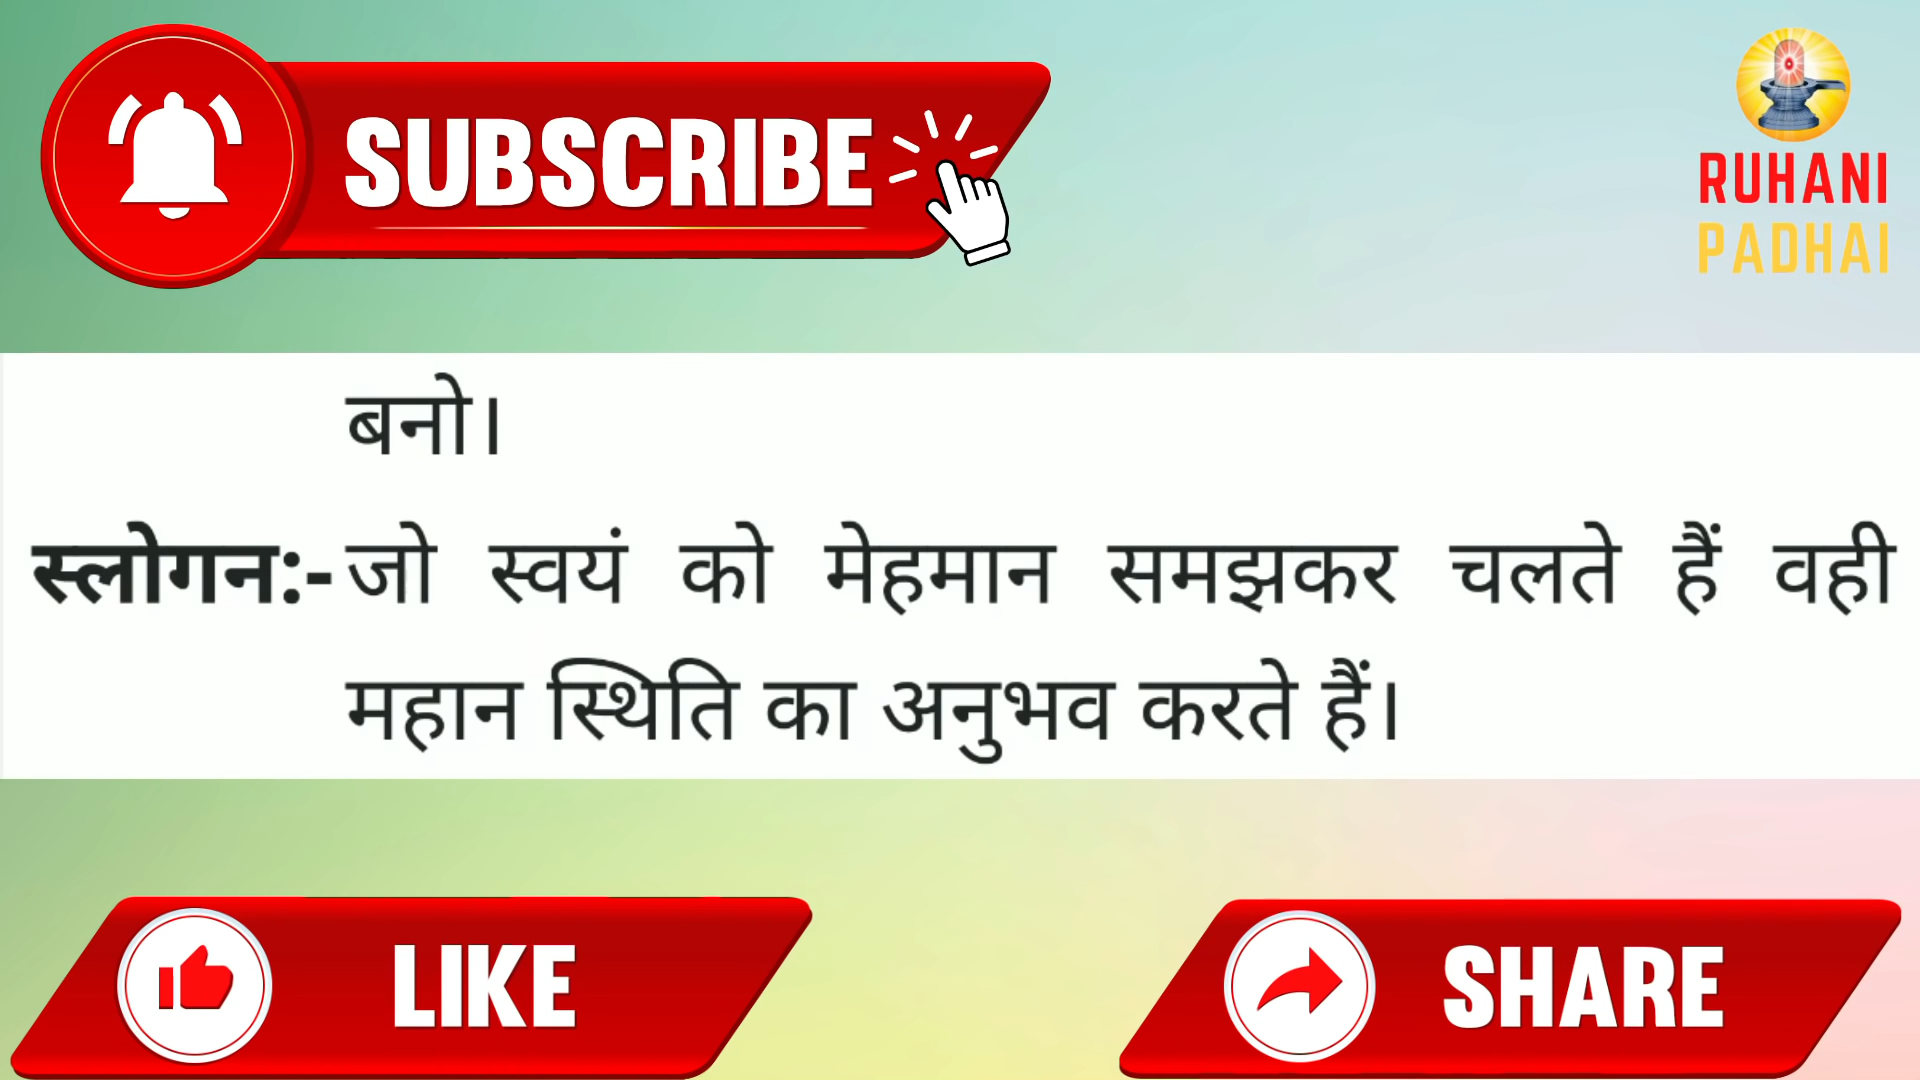 SUBSCRIBE
RUHANI
PADHAI
बनो।
स्लोगन:- जो स्वयं को मेहमान समझकर चलते हैं वही
महान स्थिति का अनुभव करते हैं।
LIKE
SHARE